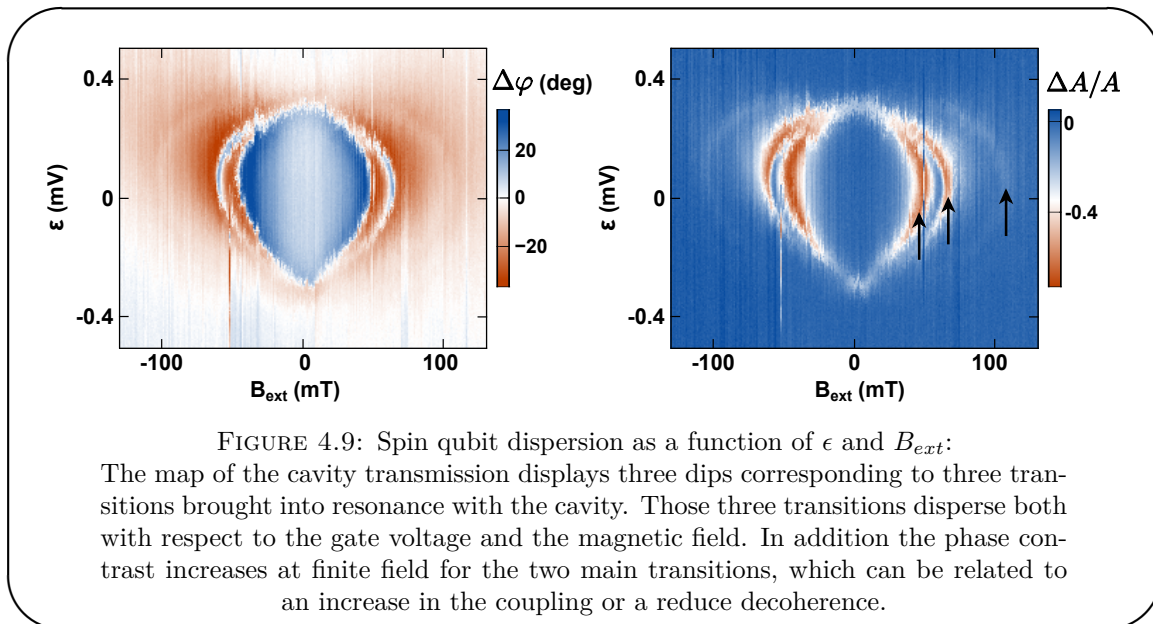 0.4
0
-0.4
ε (mV)
-100
0
100
B_ext (mT)
Δφ (deg)
20
0
−20
0.4
0
-0.4
ε (mV)
-100
0
100
B_ext (mT)
ΔA/A
0
-0.4
FIGURE 4.9: Spin qubit dispersion as a function of ϵ and B_ext:
The map of the cavity transmission displays three dips corresponding to three tran-
sitions brought into resonance with the cavity. Those three transitions disperse both
with respect to the gate voltage and the magnetic field. In addition the phase con-
trast increases at finite field for the two main transitions, which can be related to
an increase in the coupling or a reduce decoherence.